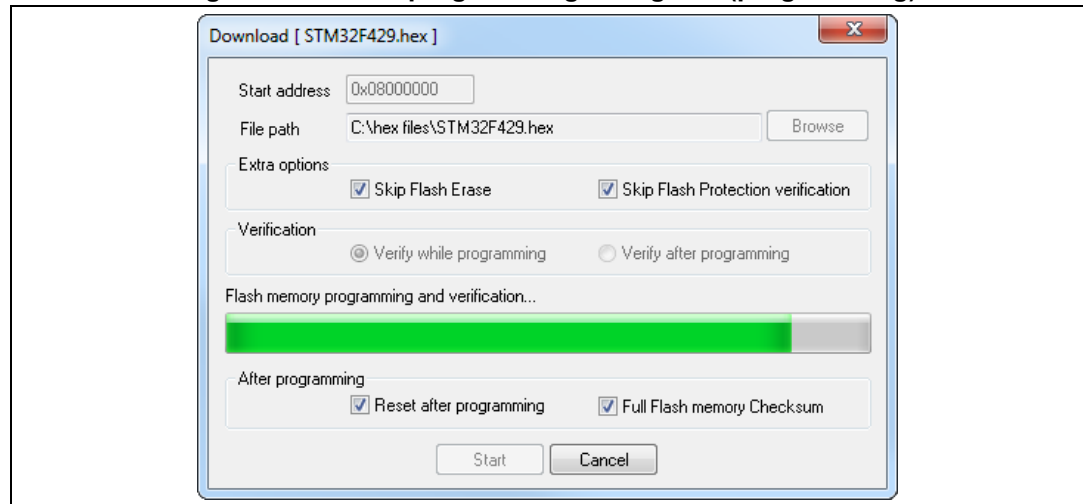 Download [ STM32F429.hex ]
Start address 0x08000000
File path C:\hex files\STM32F429.hex Browse
Extra options
Skip Flash Erase Skip Flash Protection verification
Verification
Verify while programming Verify after programming
Flash memory programming and verification...
After programming
Reset after programming Full Flash memory Checksum
Start Cancel